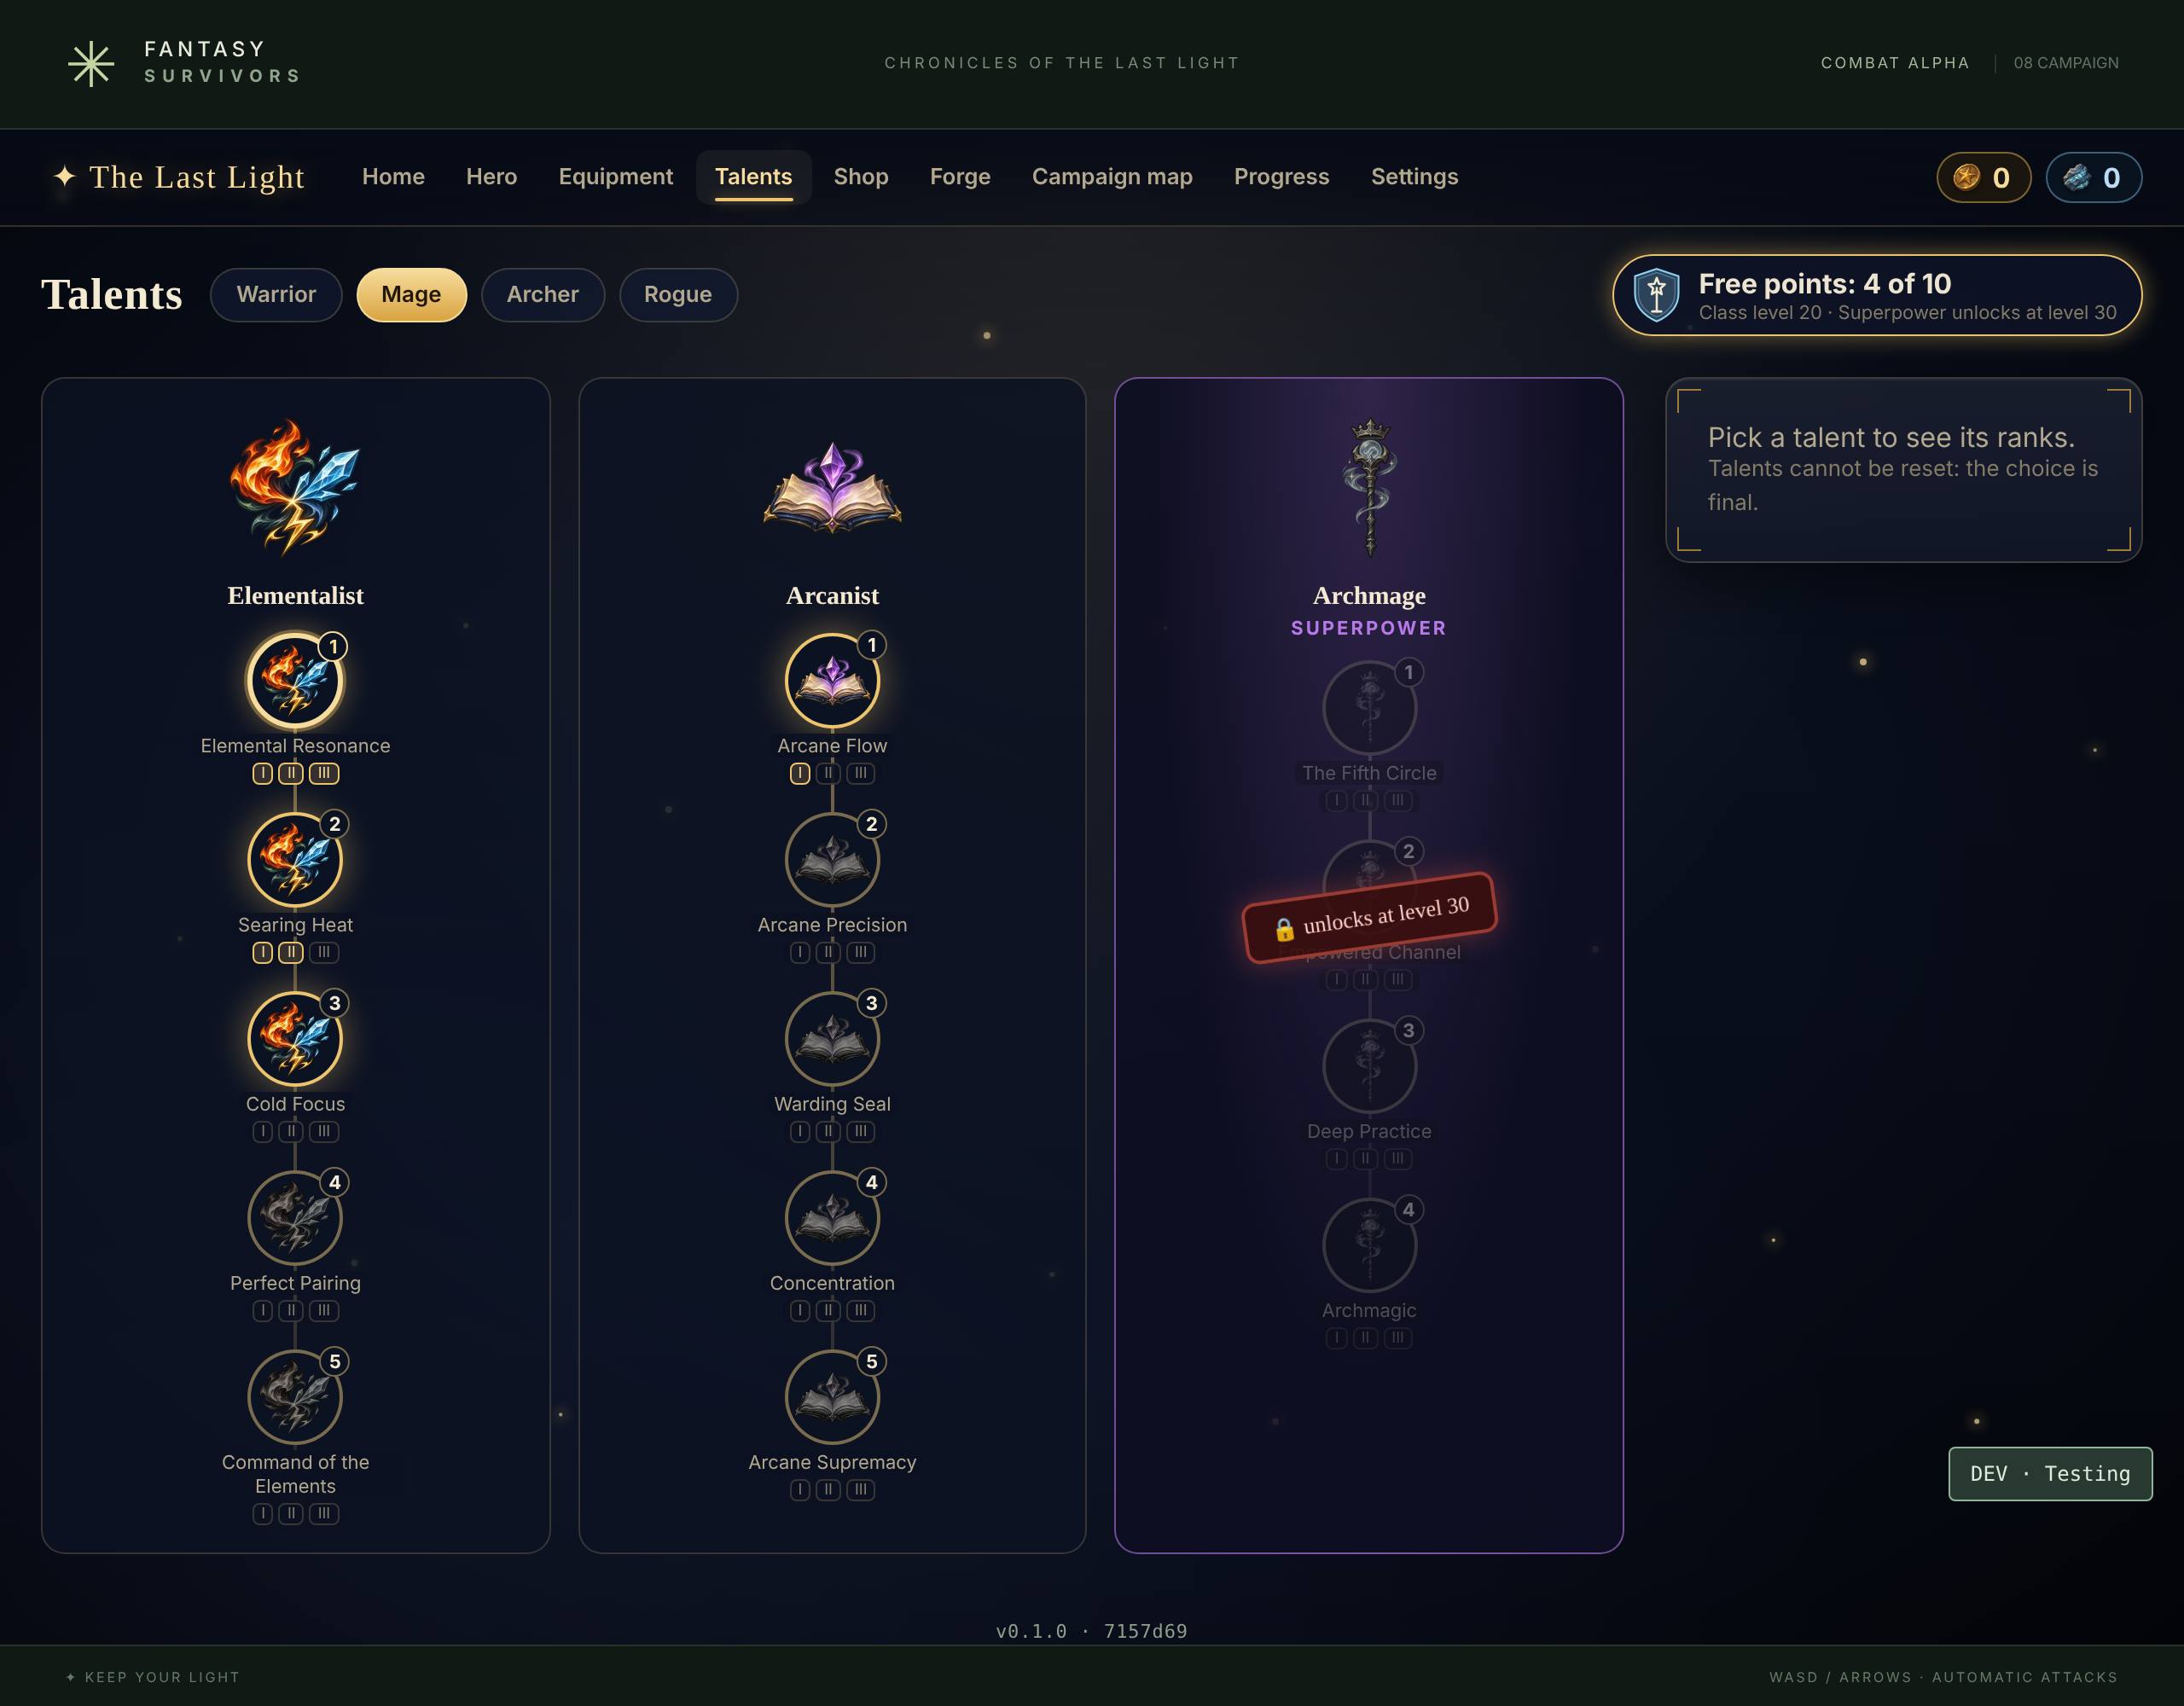 FANTASY
SURVIVORS
CHRONICLES OF THE LAST LIGHT
COMBAT ALPHA
08 CAMPAIGN
✦ The Last Light
Home
Hero
Equipment
Talents
Shop
Forge
Campaign map
Progress
Settings
0
0
Talents
Warrior
Mage
Archer
Rogue
Free points: 4 of 10
Class level 20 · Superpower unlocks at level 30
Elementalist
1
Elemental Resonance
I II III
2
Searing Heat
I II III
3
Cold Focus
I II III
4
Perfect Pairing
I II III
5
Command of the
Elements
I II III
Arcanist
1
Arcane Flow
I II III
2
Arcane Precision
I II III
3
Warding Seal
I II III
4
Concentration
I II III
5
Arcane Supremacy
I II III
Archmage
SUPERPOWER
1
The Fifth Circle
I II III
2
🔒 unlocks at level 30
Channel
I II III
3
Deep Practice
I II III
4
Archmagic
I II III
Pick a talent to see its ranks.
Talents cannot be reset: the choice is
final.
DEV · Testing
v0.1.0 · 7157d69
✦ KEEP YOUR LIGHT
WASD / ARROWS · AUTOMATIC ATTACKS